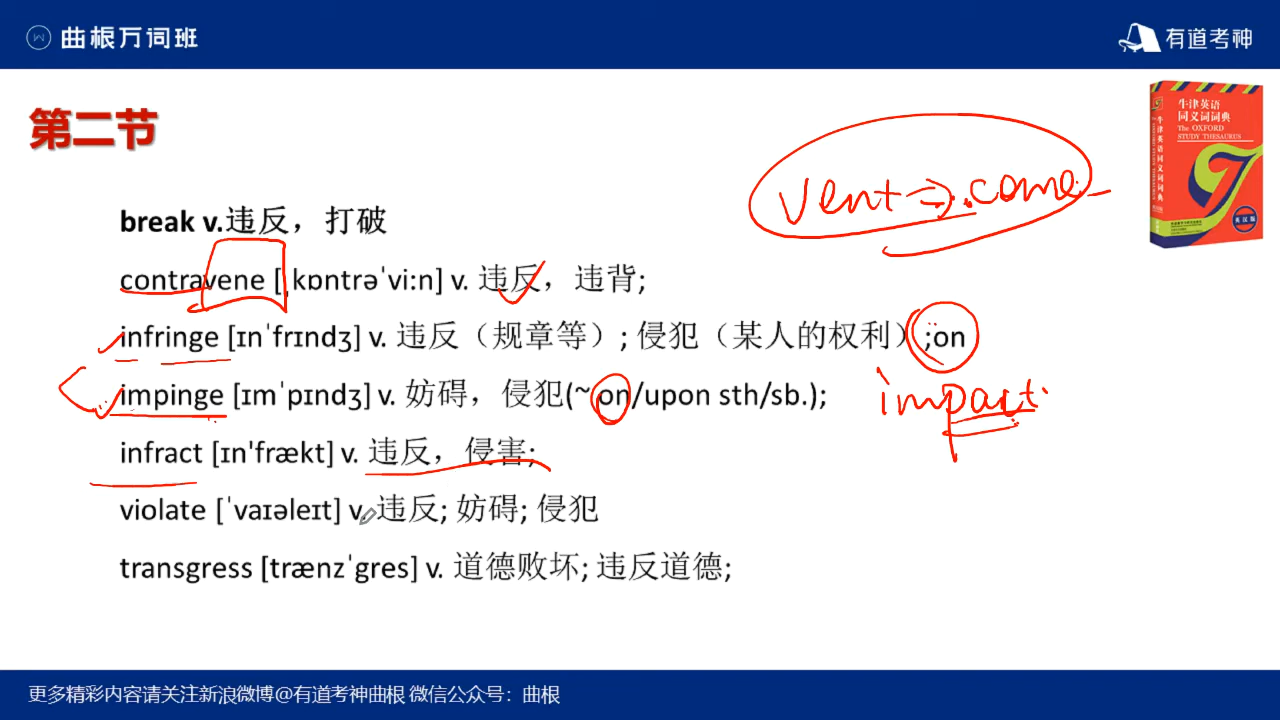 曲根万词班
有道考神
第二节
牛津英语
同义词词典
The OXFORD
STUDY THESAURUS
英汉版
vent => come
break v.违反，打破
contravene [ˌkɒntrəˈviːn] v. 违反，违背;
infringe [ɪnˈfrɪndʒ] v. 违反（规章等）; 侵犯（某人的权利）;on
impinge [ɪmˈpɪndʒ] v. 妨碍，侵犯(~ on/upon sth/sb.);
impact
infract [ɪn'frækt] v. 违反，侵害;
violate [ˈvaɪəleɪt] v. 违反; 妨碍; 侵犯
transgress [trænzˈgres] v. 道德败坏; 违反道德;
更多精彩内容请关注新浪微博@有道考神曲根 微信公众号：曲根